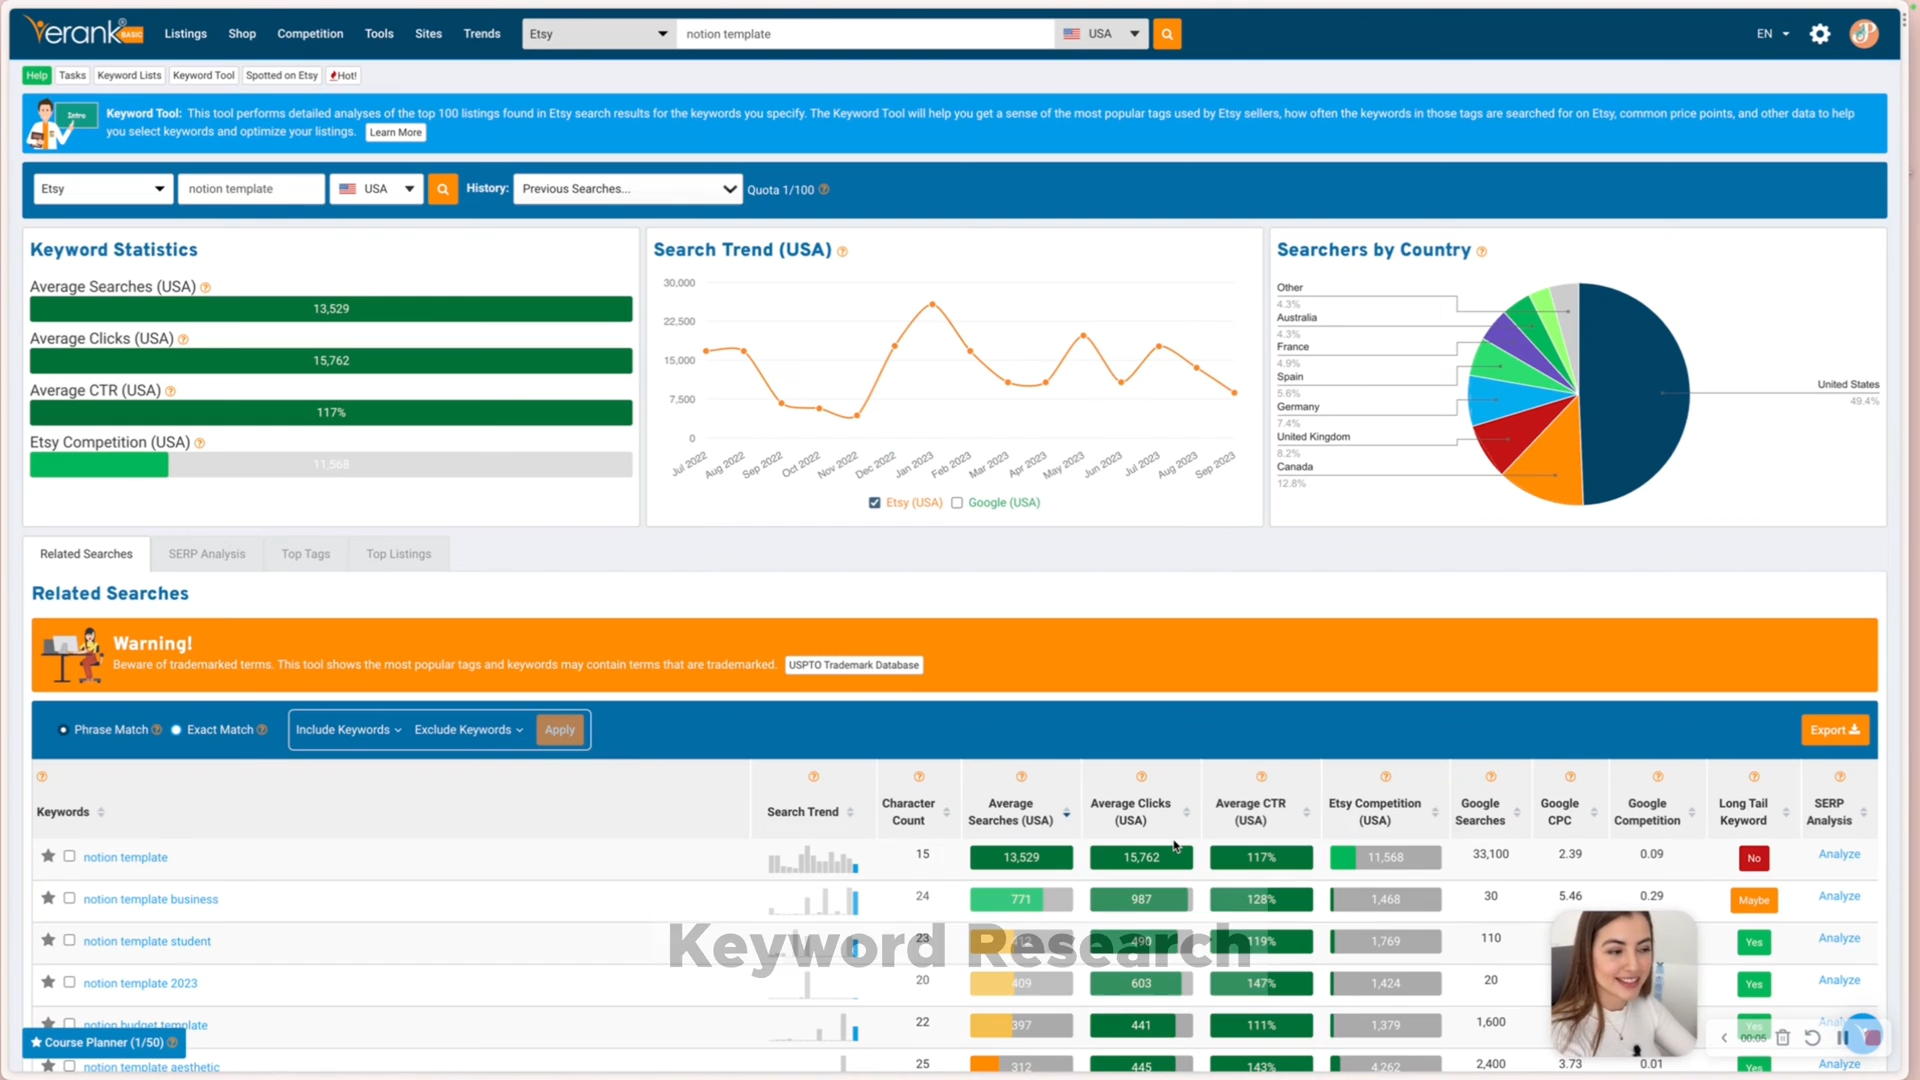 erank BASIC
Listings Shop Competition Tools Sites Trends Etsy notion template USA EN
Help Tasks Keyword Lists Keyword Tool Spotted on Etsy Hot!
Intro
Keyword Tool: This tool performs detailed analyses of the top 100 listings found in Etsy search results for the keywords you specify. The Keyword Tool will help you get a sense of the most popular tags used by Etsy sellers, how often the keywords in those tags are searched for on Etsy, common price points, and other data to help
you select keywords and optimize your listings. Learn More
Etsy notion template USA History: Previous Searches... Quota 1/100
Keyword Statistics
Average Searches (USA)
13,529
Average Clicks (USA)
15,762
Average CTR (USA)
117%
Etsy Competition (USA)
11,568
Search Trend (USA)
30,000
22,500
15,000
7,500
0
Jul 2022 Aug 2022 Sep 2022 Oct 2022 Nov 2022 Dec 2022 Jan 2023 Feb 2023 Mar 2023 Apr 2023 May 2023 Jun 2023 Jul 2023 Aug 2023 Sep 2023
Etsy (USA) Google (USA)
Searchers by Country
Other
4.3%
Australia
4.3%
France
4.9%
Spain
5.6%
Germany
7.4%
United Kingdom
8.2%
Canada
12.8%
United States
49.4%
Related Searches SERP Analysis Top Tags Top Listings
Related Searches
Warning!
Beware of trademarked terms. This tool shows the most popular tags and keywords may contain terms that are trademarked. USPTO Trademark Database
Phrase Match Exact Match Include Keywords Exclude Keywords Apply Export
Keywords Search Trend Character Count Average Searches (USA) Average Clicks (USA) Average CTR (USA) Etsy Competition (USA) Google Searches Google CPC Google Competition Long Tail Keyword SERP Analysis
notion template 15 13,529 15,762 117% 11,568 33,100 2.39 0.09 No Analyze
notion template business 24 771 987 128% 1,468 30 5.46 0.29 Maybe Analyze
notion template student 23 412 490 119% 1,769 110 Yes Analyze
Keyword Research
notion template 2023 20 409 603 147% 1,424 20 Yes Analyze
notion budget template 22 397 441 111% 1,379 1,600 Yes
Course Planner (1/50)
00:05
notion template aesthetic 25 312 445 143% 4,262 2,400 3.73 0.01 Yes Analyze